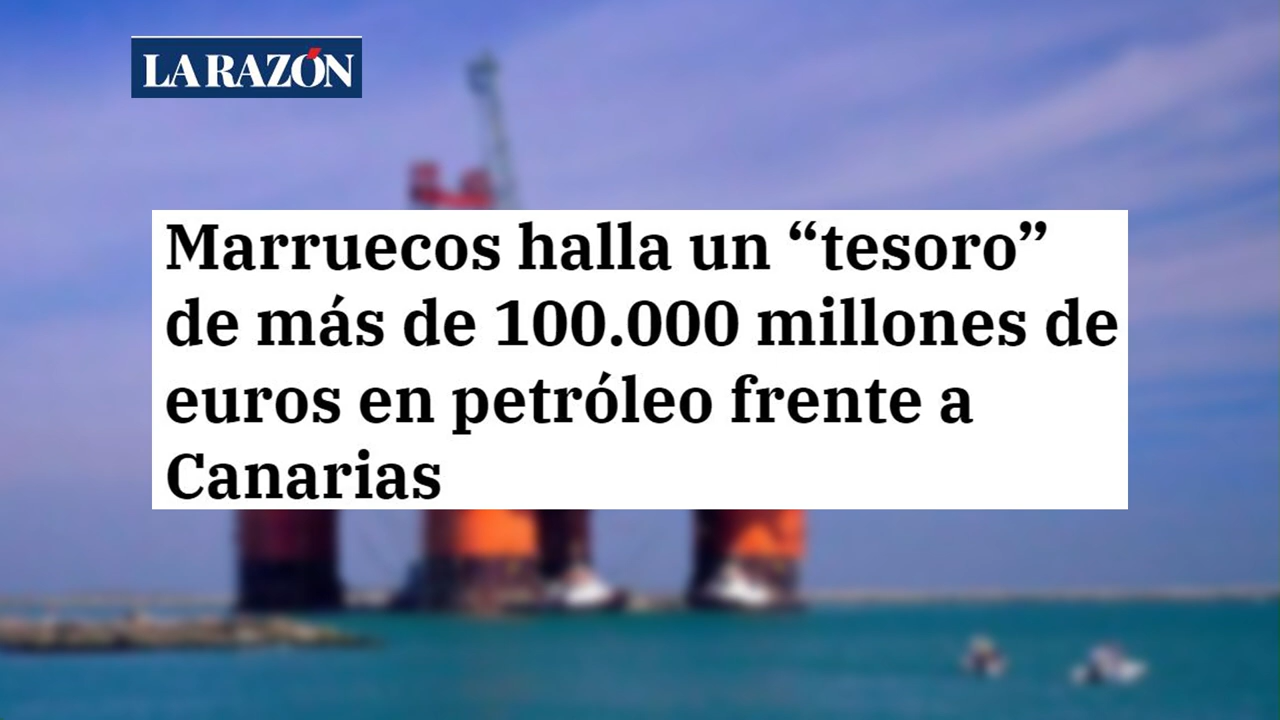 LA RAZÓN
Marruecos halla un “tesoro”
de más de 100.000 millones de
euros en petróleo frente a
Canarias